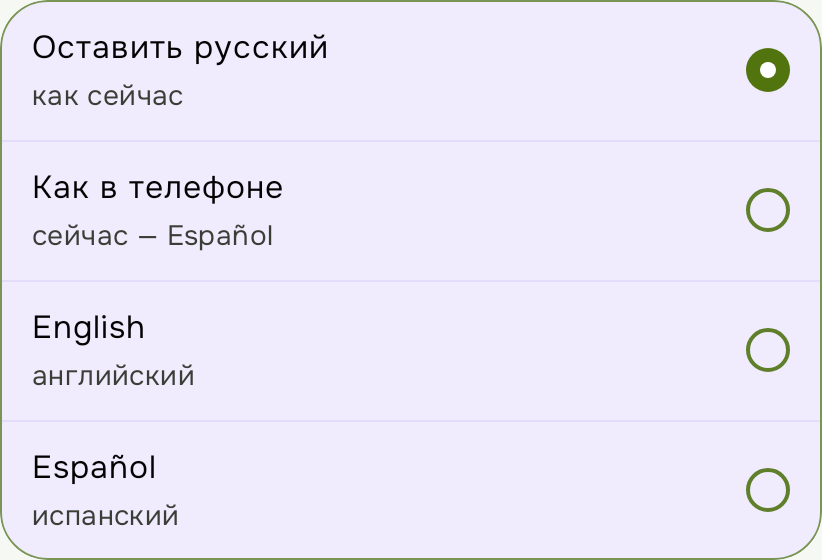 Оставить русский
как сейчас
Как в телефоне
сейчас — Español
English
английский
Español
испанский